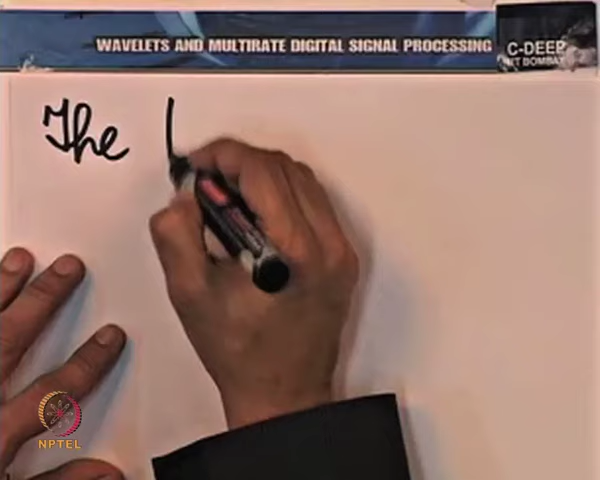 WAVELETS AND MULTIRATE DIGITAL SIGNAL PROCESSING
C-DEEP
IIT BOMBAY
The
NPTEL